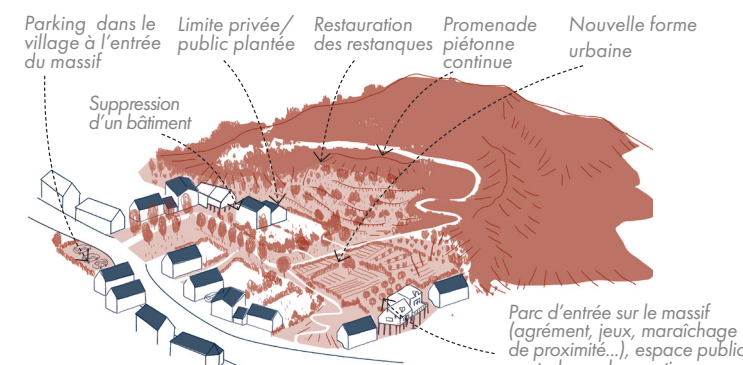 Parking dans le
village à l'entrée
du massif
Limite privée/
public plantée
Restauration
des restanques
Promenade
piétonne
continue
Nouvelle forme
urbaine
Suppression
d'un bâtiment
Parc d'entrée sur le massif
(agrément, jeux, maraîchage
de proximité...), espace public